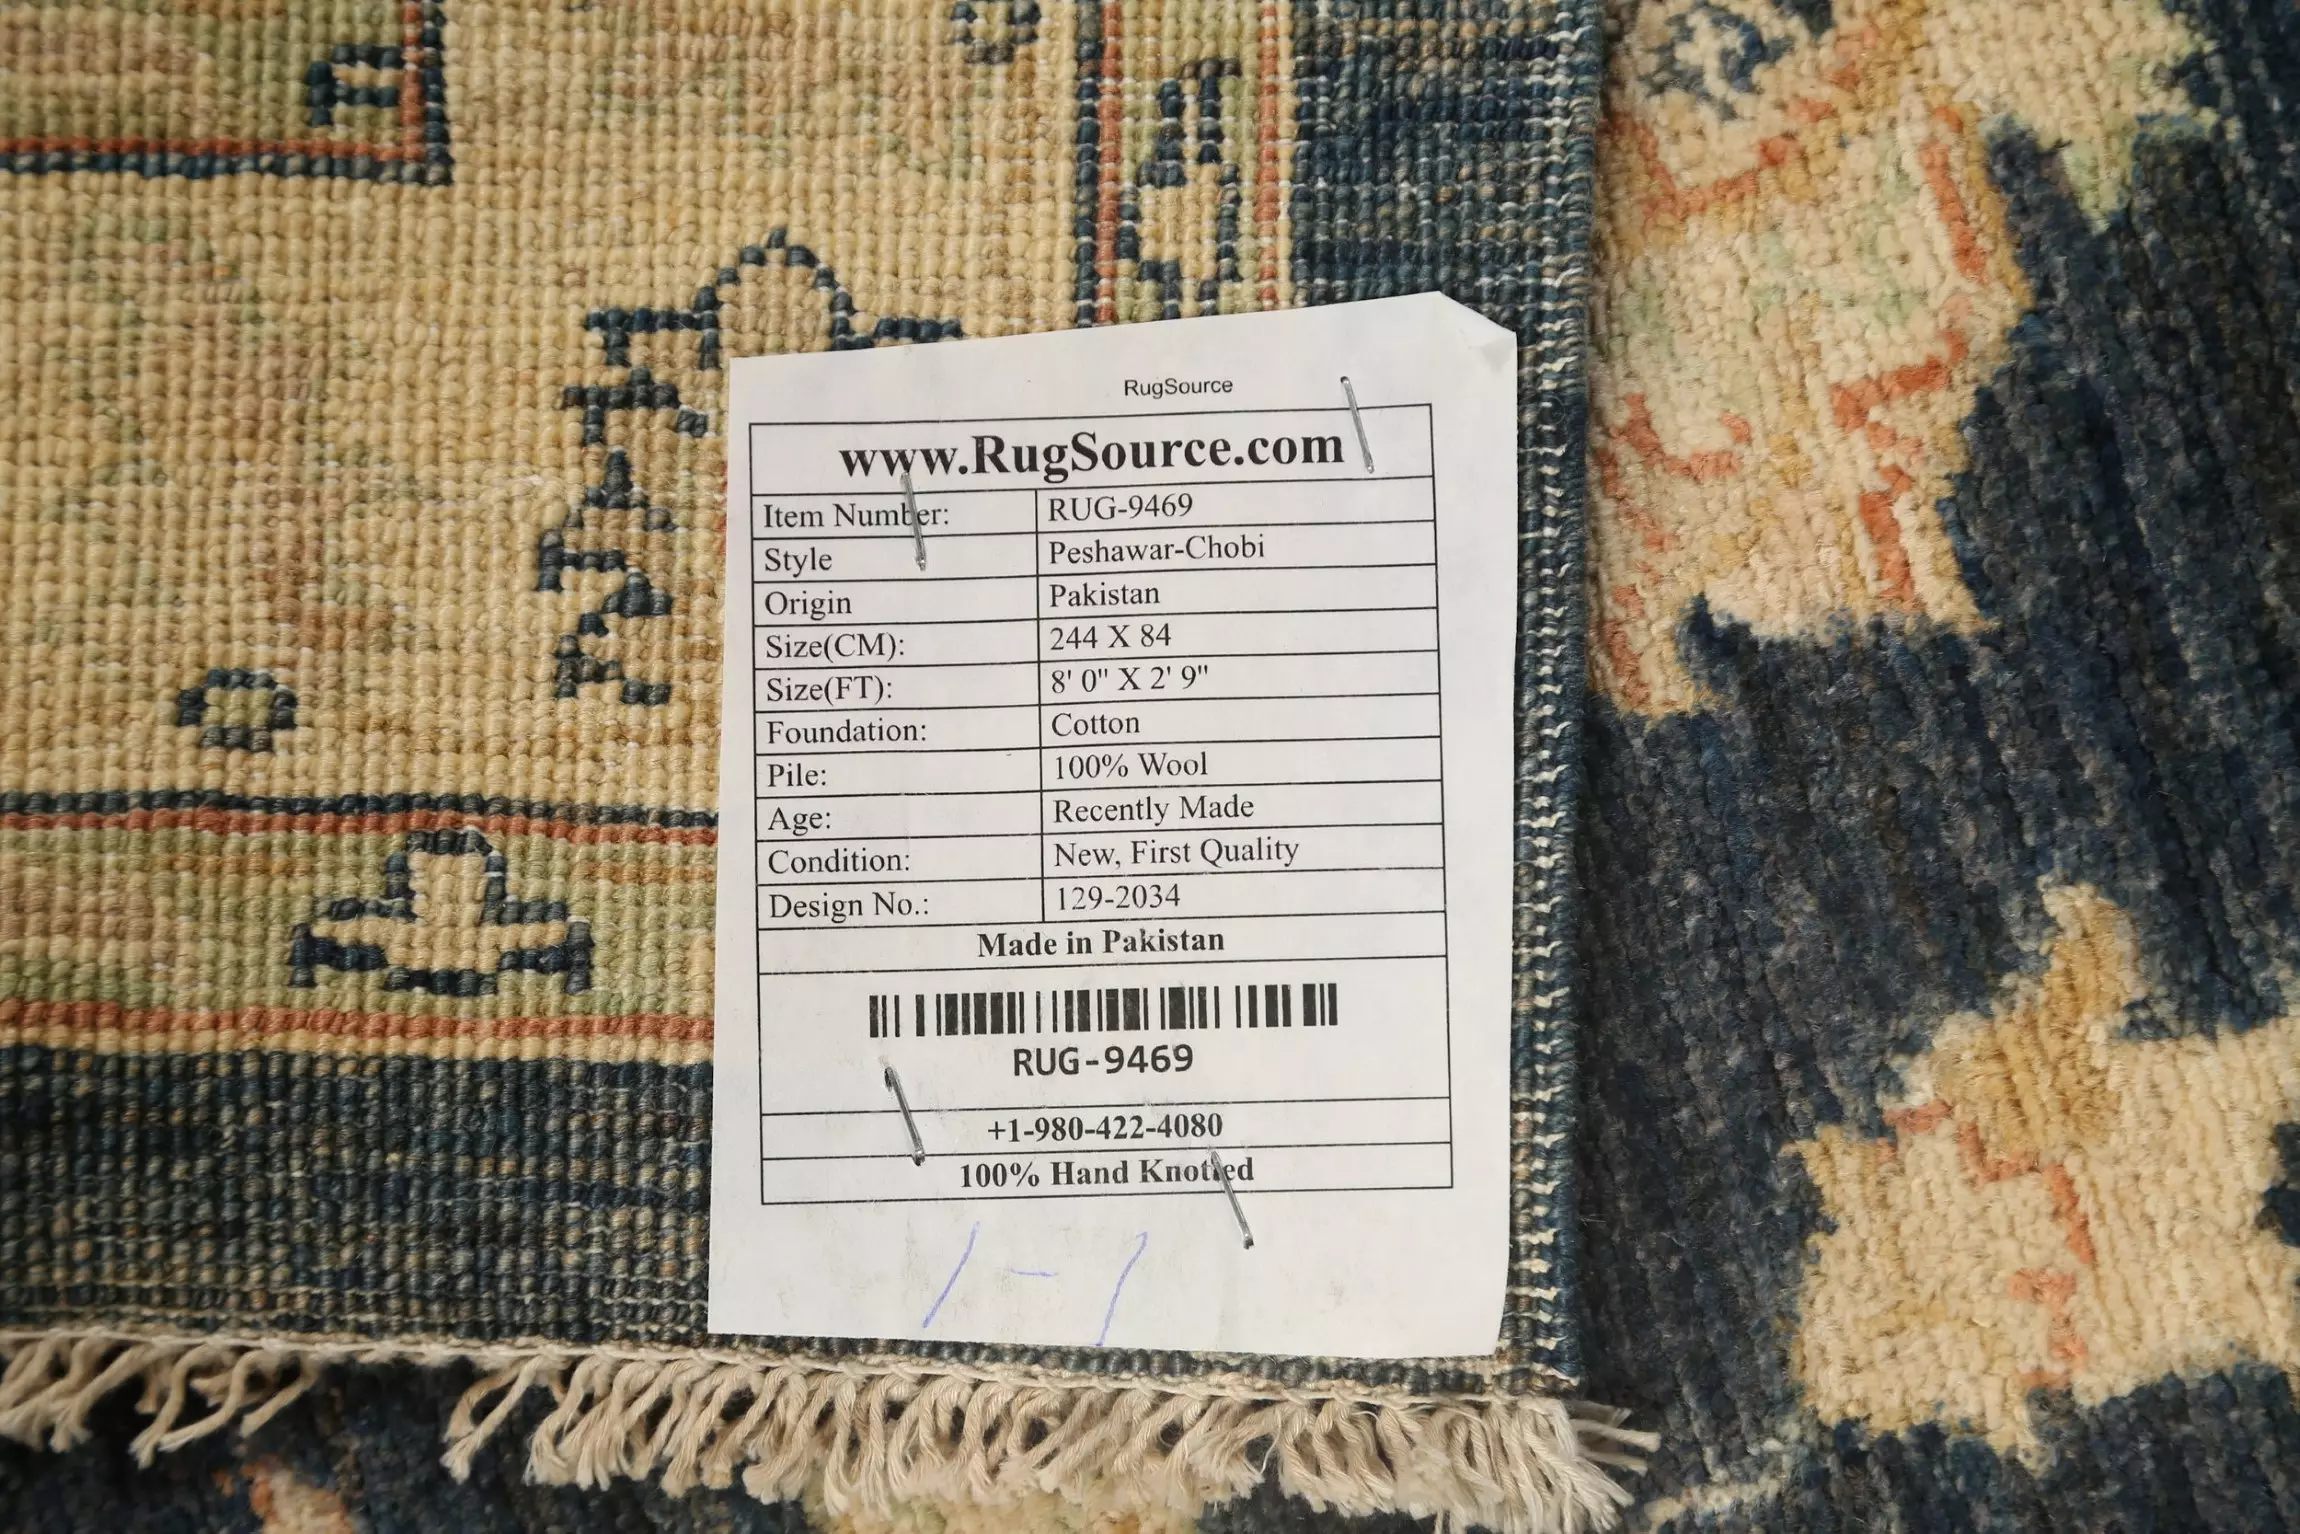 RugSource
www.RugSource.com
Item Number: RUG-9469
Style Peshawar-Chobi
Origin Pakistan
Size(CM): 244 X 84
Size(FT): 8' 0" X 2' 9"
Foundation: Cotton
Pile: 100% Wool
Age: Recently Made
Condition: New, First Quality
Design No.: 129-2034
Made in Pakistan
RUG-9469
+1-980-422-4080
100% Hand Knotted
1-1